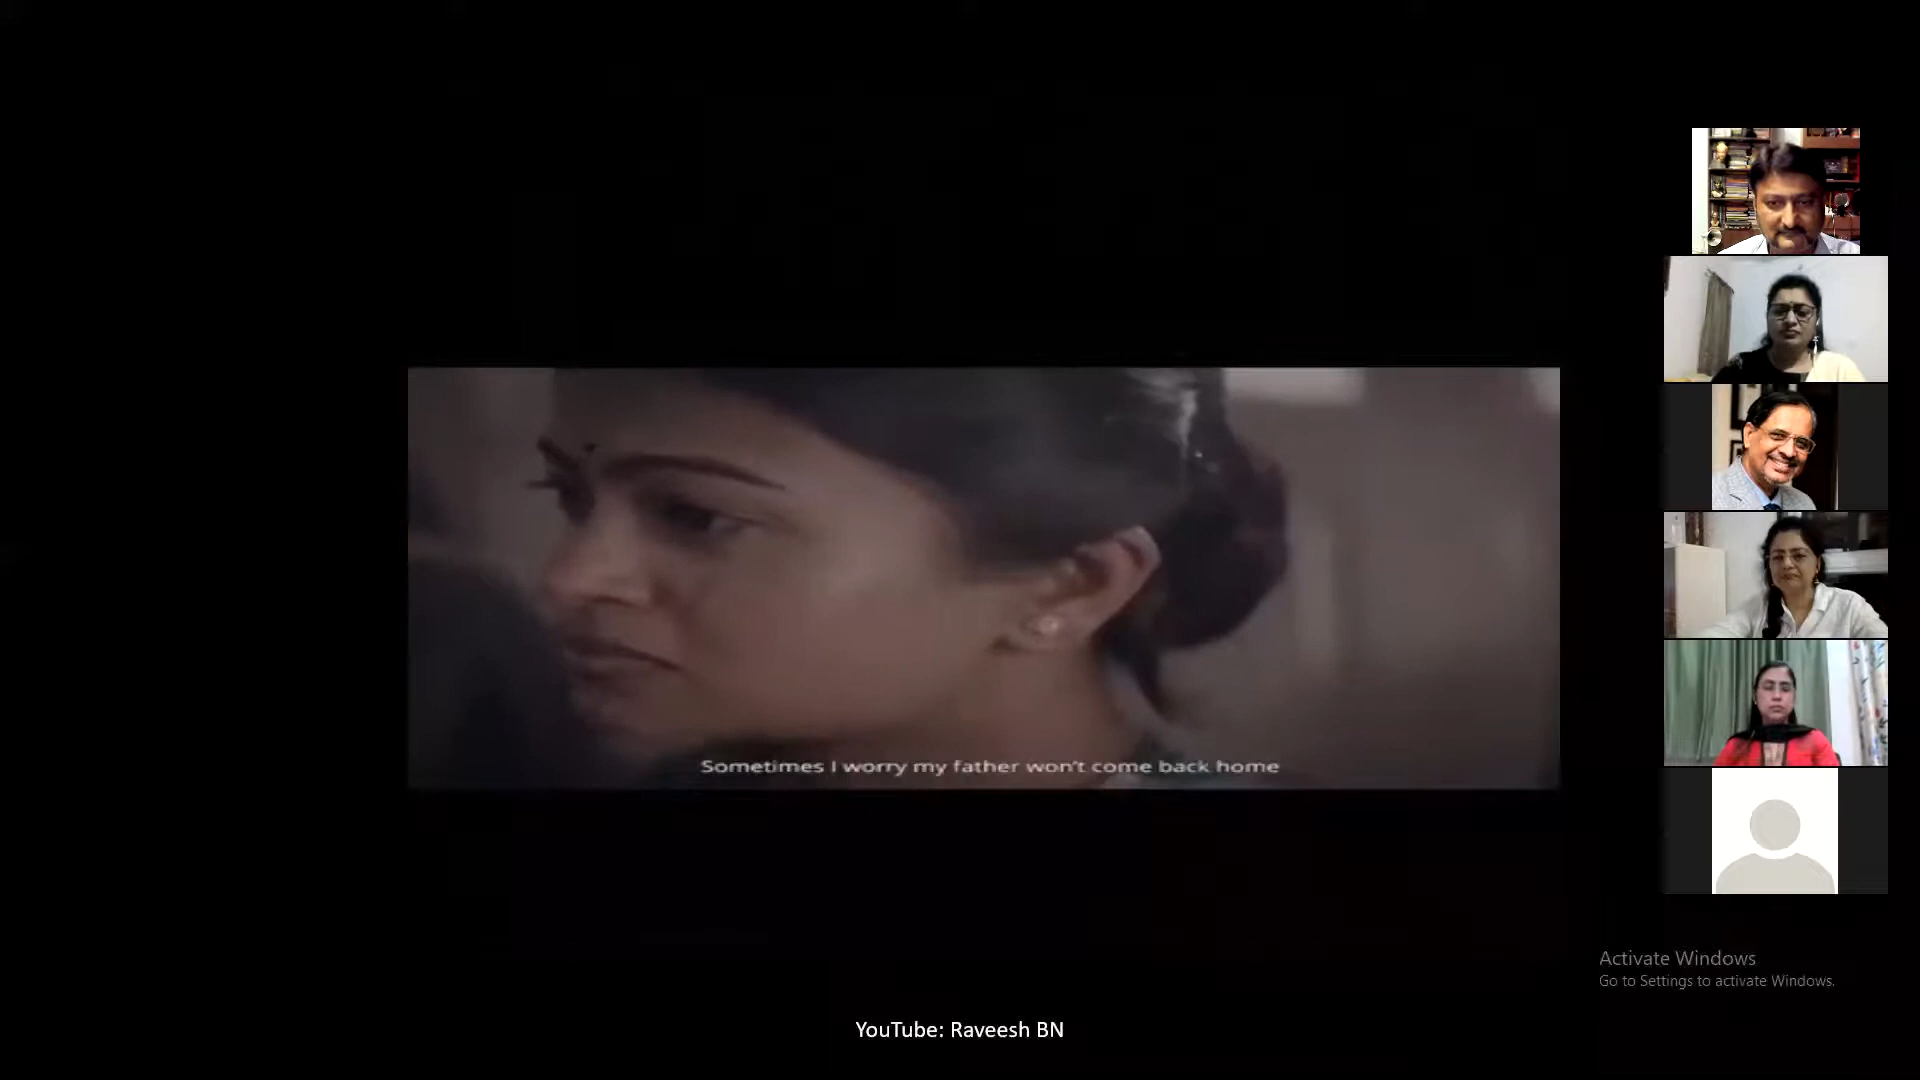 Sometimes I worry my father won't come back home
Activate Windows
Go to Settings to activate Windows.
YouTube: Raveesh BN